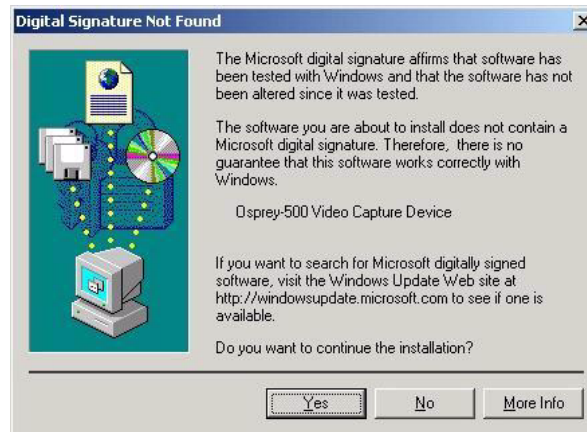 Digital Signature Not Found
The Microsoft digital signature affirms that software has
been tested with Windows and that the software has not
been altered since it was tested.
The software you are about to install does not contain a
Microsoft digital signature. Therefore, there is no
guarantee that this software works correctly with
Windows.
Osprey-500 Video Capture Device
If you want to search for Microsoft digitally signed
software, visit the Windows Update Web site at
http://windowsupdate.microsoft.com to see if one is
available.
Do you want to continue the installation?
Yes
No
More Info